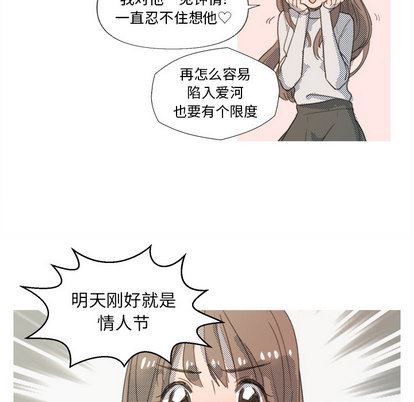 一直忍不住想他♡
再怎么容易
陷入爱河
也要有个限度
明天刚好就是
情人节